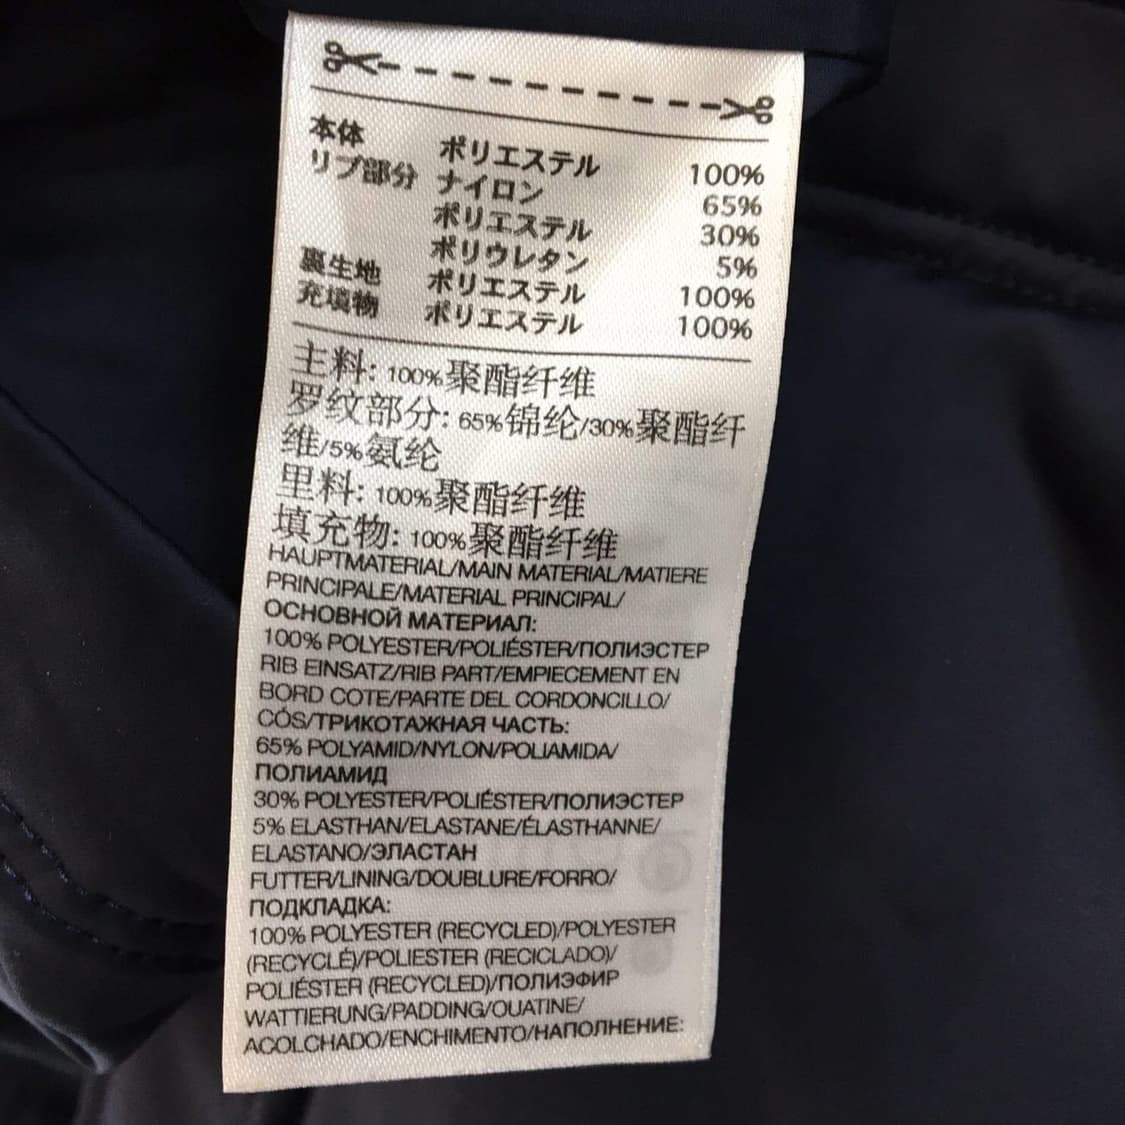 本体 ポリエステル 100%
リブ部分 ナイロン 65%
ポリエステル 30%
ポリウレタン 5%
裏生地 ポリエステル 100%
充填物 ポリエステル 100%
主料: 100%聚酯纤维
罗纹部分: 65%锦纶/30%聚酯纤
维/5%氨纶
里料: 100%聚酯纤维
填充物: 100%聚酯纤维
HAUPTMATERIAL/MAIN MATERIAL/MATIERE
PRINCIPALE/MATERIAL PRINCIPAL/
ОСНОВНОЙ МАТЕРИАЛ:
100% POLYESTER/POLIÉSTER/ПОЛИЭСТЕР
RIB EINSATZ/RIB PART/EMPIECEMENT EN
BORD COTE/PARTE DEL CORDONCILLO/
CÓS/ТРИКОТАЖНАЯ ЧАСТЬ:
65% POLYAMID/NYLON/POLIAMIDA/
ПОЛИАМИД
30% POLYESTER/POLIÉSTER/ПОЛИЭСТЕР
5% ELASTHAN/ELASTANE/ÉLASTHANNE/
ELASTANO/ЭЛАСТАН
FUTTER/LINING/DOUBLURE/FORRO/
ПОДКЛАДКА:
100% POLYESTER (RECYCLED)/POLYESTER
(RECYCLÉ)/POLIESTER (RECICLADO)/
POLIÉSTER (RECYCLED)/ПОЛИЭФИР
WATTIERUNG/PADDING/OUATINE/
ACOLCHADO/ENCHIMENTO/НАПОЛНЕНИЕ: